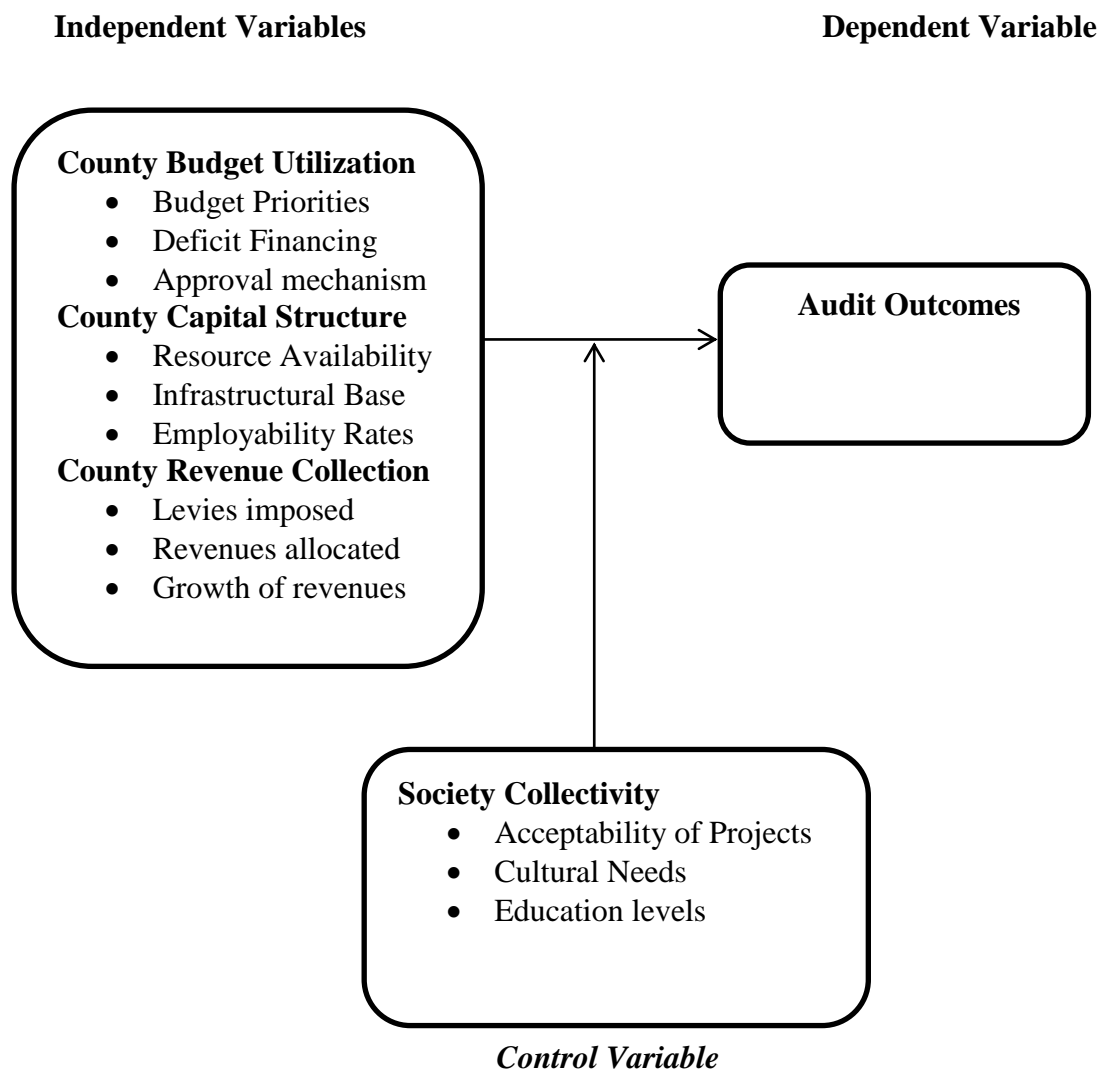 Independent Variables
Dependent Variable
County Budget Utilization
• Budget Priorities
• Deficit Financing
• Approval mechanism
County Capital Structure
• Resource Availability
• Infrastructural Base
• Employability Rates
County Revenue Collection
• Levies imposed
• Revenues allocated
• Growth of revenues
Audit Outcomes
Society Collectivity
• Acceptability of Projects
• Cultural Needs
• Education levels
Control Variable